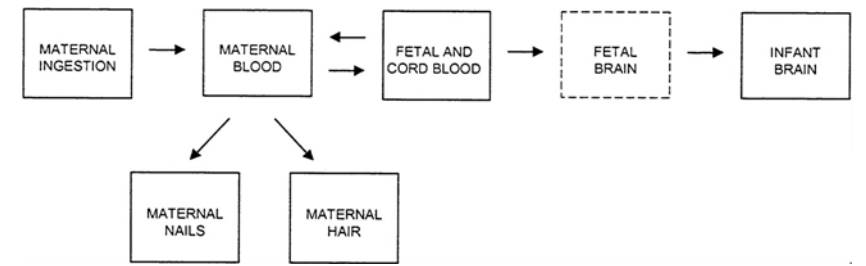 MATERNAL
INGESTION
MATERNAL
BLOOD
FETAL AND
CORD BLOOD
FETAL
BRAIN
INFANT
BRAIN
MATERNAL
NAILS
MATERNAL
HAIR